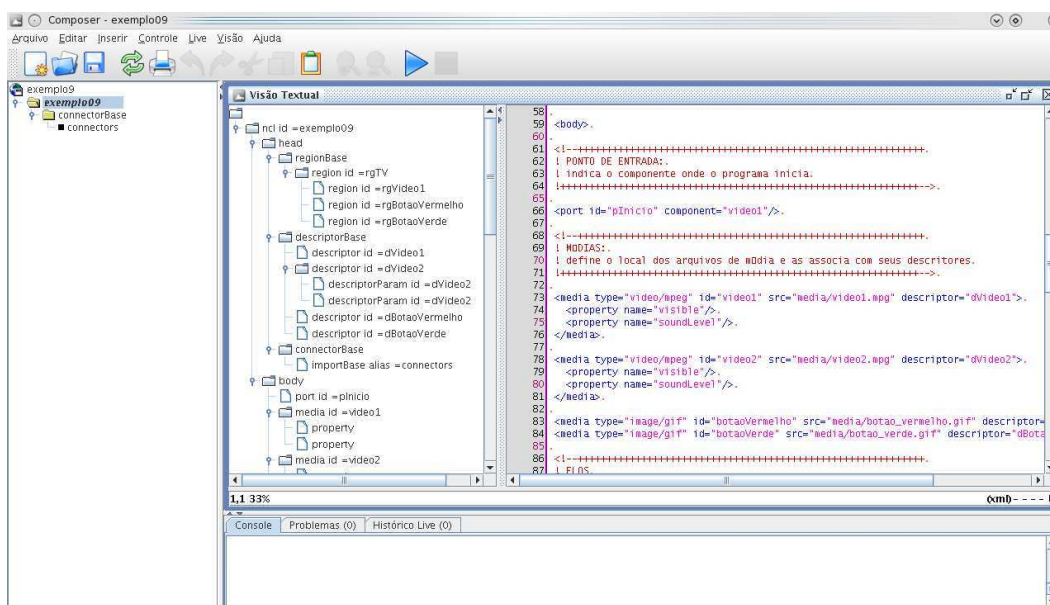 Composer - exemplo09
Arquivo Editar Inserir Controle Live Visão Ajuda
exemplo9
exemplo09
connectorBase
connectors
Visão Textual
ncl id =exemplo09
head
regionBase
region id =rgTV
region id =rgVideo1
region id =rgBotaoVermelho
region id =rgBotaoVerde
descriptorBase
descriptor id =dVideo1
descriptor id =dVideo2
descriptorParam id =dVideo2
descriptorParam id =dVideo2
descriptor id =dBotaoVermelho
descriptor id =dBotaoVerde
connectorBase
importBase alias =connectors
body
port id =pInicio
media id =video1
property
property
media id =video2
58 .
59 <body>.
60 .
61 <!--+++++++++++++++++++++++++++++++++++++++++++++++++++++.
62 ! PONTO DE ENTRADA:.
63 ! indica o componente onde o programa inicia.
64 !+++++++++++++++++++++++++++++++++++++++++++++++++++++-->.
65 .
66 <port id="pInicio" component="video1"/>.
67 .
68 <!--+++++++++++++++++++++++++++++++++++++++++++++++++++++.
69 ! M□DIAS:.
70 ! define o local dos arquivos de m□dia e as associa com seus descritores.
71 !+++++++++++++++++++++++++++++++++++++++++++++++++++++-->.
72 .
73 <media type="video/mpeg" id="video1" src="media/video1.mpg" descriptor="dVideo1">.
74 <property name="visible"/>.
75 <property name="soundLevel"/>.
76 </media>.
77 .
78 <media type="video/mpeg" id="video2" src="media/video2.mpg" descriptor="dVideo2">.
79 <property name="visible"/>.
80 <property name="soundLevel"/>.
81 </media>.
82 .
83 <media type="image/gif" id="botaoVermelho" src="media/botao_vermelho.gif" descriptor=
84 <media type="image/gif" id="botaoVerde" src="media/botao_verde.gif" descriptor="dBota
85 .
86 <!--+++++++++++++++++++++++++++++++++++++++++++++++++++++.
87 ! ELOS.
1,1 33%
(xml)- - - -
Console Problemas (0) Histórico Live (0)